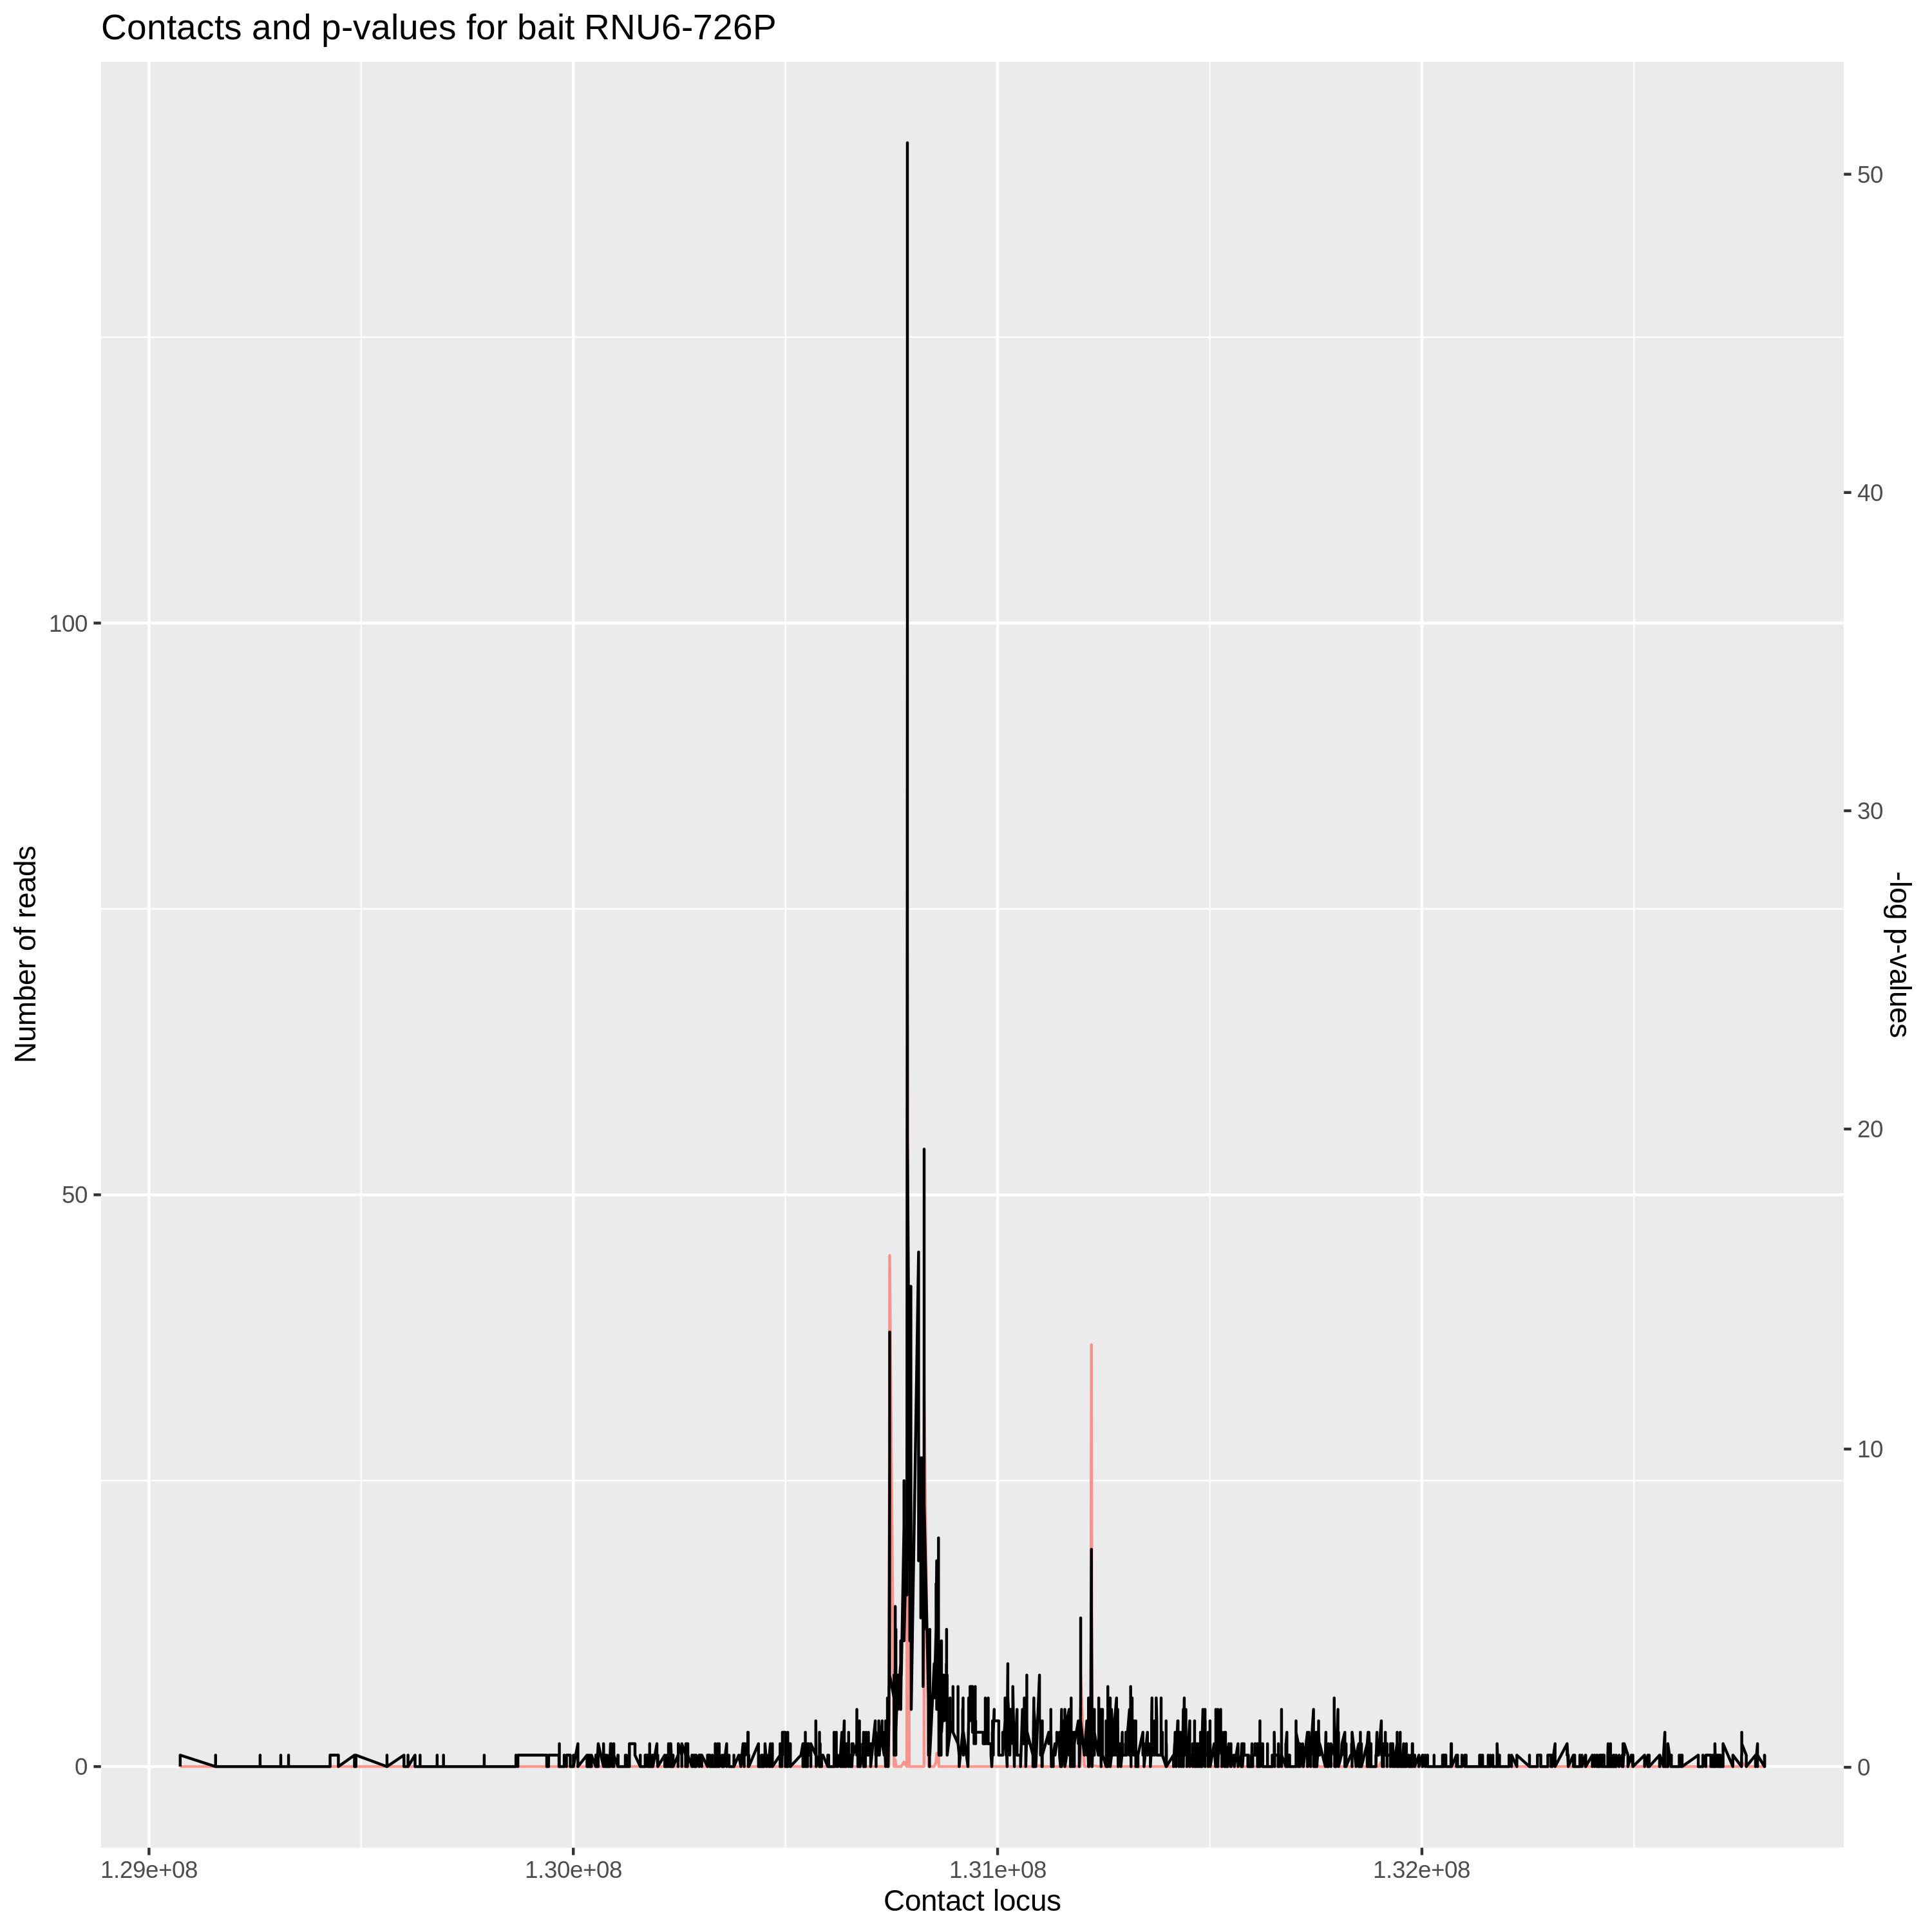 Contacts and p-values for bait RNU6-726P
Number of reads
100
50
0
50
40
30
20
10
0
-log p-values
1.29e+08
1.30e+08
1.31e+08
1.32e+08
Contact locus